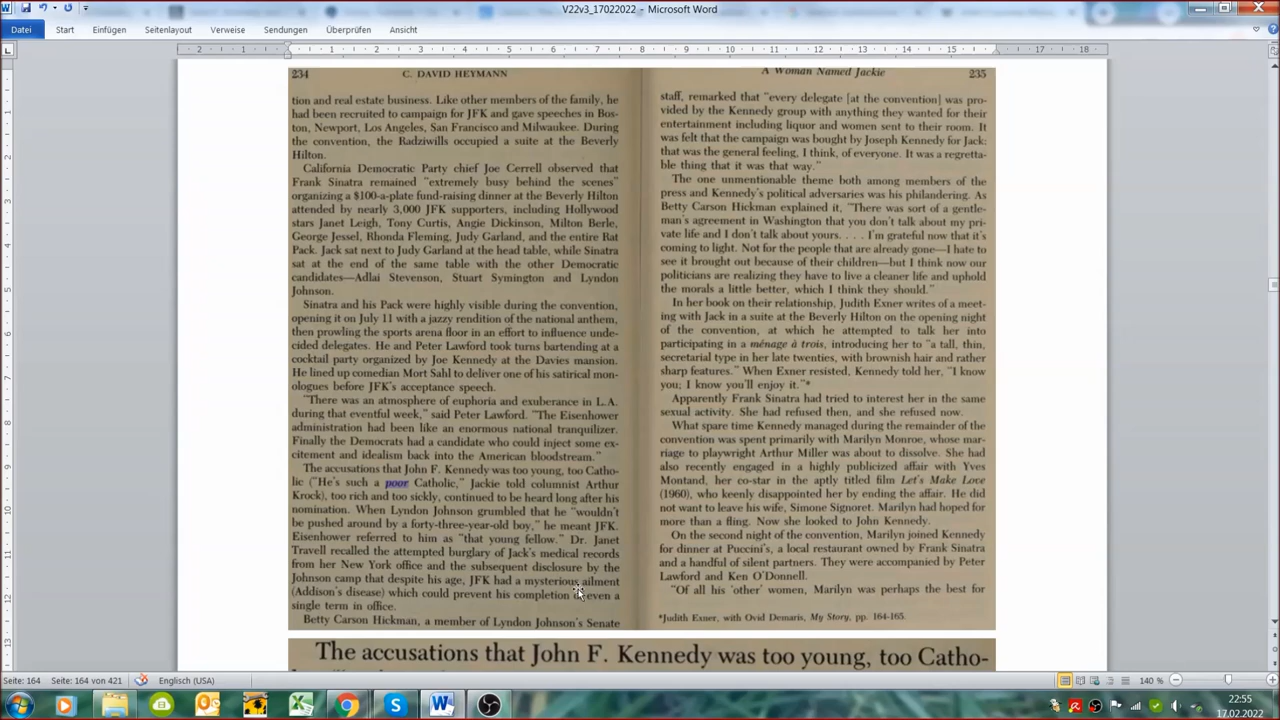 V22v3_17022022 - Microsoft Word
Datei Start Einfügen Seitenlayout Verweise Sendungen Überprüfen Ansicht
2 1 1 2 3 4 5 6 7 8 9 10 11 12 13 14 15 17 18
234 C. DAVID HEYMANN
tion and real estate business. Like other members of the family, he
had been recruited to campaign for JFK and gave speeches in Bos-
ton, Newport, Los Angeles, San Francisco and Milwaukee. During
the convention, the Radziwills occupied a suite at the Beverly
Hilton.
California Democratic Party chief Joe Cerrell observed that
Frank Sinatra remained "extremely busy behind the scenes"
organizing a $100-a-plate fund-raising dinner at the Beverly Hilton
attended by nearly 3,000 JFK supporters, including Hollywood
stars Janet Leigh, Tony Curtis, Angie Dickinson, Milton Berle,
George Jessel, Rhonda Fleming, Judy Garland, and the entire Rat
Pack. Jack sat next to Judy Garland at the head table, while Sinatra
sat at the end of the same table with the other Democratic
candidates—Adlai Stevenson, Stuart Symington and Lyndon
Johnson.
Sinatra and his Pack were highly visible during the convention,
opening it on July 11 with a jazzy rendition of the national anthem,
then prowling the sports arena floor in an effort to influence unde-
cided delegates. He and Peter Lawford took turns bartending at a
cocktail party organized by Joe Kennedy at the Davies mansion.
He lined up comedian Mort Sahl to deliver one of his satirical mon-
ologues before JFK's acceptance speech.
"There was an atmosphere of euphoria and exuberance in L.A.
during that eventful week," said Peter Lawford. "The Eisenhower
administration had been like an enormous national tranquilizer.
Finally the Democrats had a candidate who could inject some ex-
citement and idealism back into the American bloodstream."
The accusations that John F. Kennedy was too young, too Catho-
lic ("He's such a poor Catholic," Jackie told columnist Arthur
Krock), too rich and too sickly, continued to be heard long after his
nomination. When Lyndon Johnson grumbled that he "wouldn't
be pushed around by a forty-three-year-old boy," he meant JFK.
Eisenhower referred to him as "that young fellow." Dr. Janet
Travell recalled the attempted burglary of Jack's medical records
from her New York office and the subsequent disclosure by the
Johnson camp that despite his age, JFK had a mysterious ailment
(Addison's disease) which could prevent his completion even a
single term in office.
Betty Carson Hickman, a member of Lyndon Johnson's Senate
A Woman Named Jackie 235
staff, remarked that "every delegate [at the convention] was pro-
vided by the Kennedy group with anything they wanted for their
entertainment including liquor and women sent to their room. It
was felt that the campaign was bought by Joseph Kennedy for Jack:
that was the general feeling, I think, of everyone. It was a regretta-
ble thing that it was that way."
The one unmentionable theme both among members of the
press and Kennedy's political adversaries was his philandering. As
Betty Carson Hickman explained it, "There was sort of a gentle-
man's agreement in Washington that you don't talk about my pri-
vate life and I don't talk about yours. . . . I'm grateful now that it's
coming to light. Not for the people that are already gone—I hate to
see it brought out because of their children—but I think now our
politicians are realizing they have to live a cleaner life and uphold
the morals a little better, which I think they should."
In her book on their relationship, Judith Exner writes of a meet-
ing with Jack in a suite at the Beverly Hilton on the opening night
of the convention, at which he attempted to talk her into
participating in a ménage à trois, introducing her to "a tall, thin,
secretarial type in her late twenties, with brownish hair and rather
sharp features." When Exner resisted, Kennedy told her, "I know
you; I know you'll enjoy it."*
Apparently Frank Sinatra had tried to interest her in the same
sexual activity. She had refused then, and she refused now.
What spare time Kennedy managed during the remainder of the
convention was spent primarily with Marilyn Monroe, whose mar-
riage to playwright Arthur Miller was about to dissolve. She had
also recently engaged in a highly publicized affair with Yves
Montand, her co-star in the aptly titled film Let's Make Love
(1960), who keenly disappointed her by ending the affair. He did
not want to leave his wife, Simone Signoret. Marilyn had hoped for
more than a fling. Now she looked to John Kennedy.
On the second night of the convention, Marilyn joined Kennedy
for dinner at Puccini's, a local restaurant owned by Frank Sinatra
and a handful of silent partners. They were accompanied by Peter
Lawford and Ken O'Donnell.
"Of all his 'other' women, Marilyn was perhaps the best for
*Judith Exner, with Ovid Demaris, My Story, pp. 164-165.
The accusations that John F. Kennedy was too young, too Catho-
Seite: 164 Seite: 164 von 421 Englisch (USA) 140 %
22:55
17.02.2022